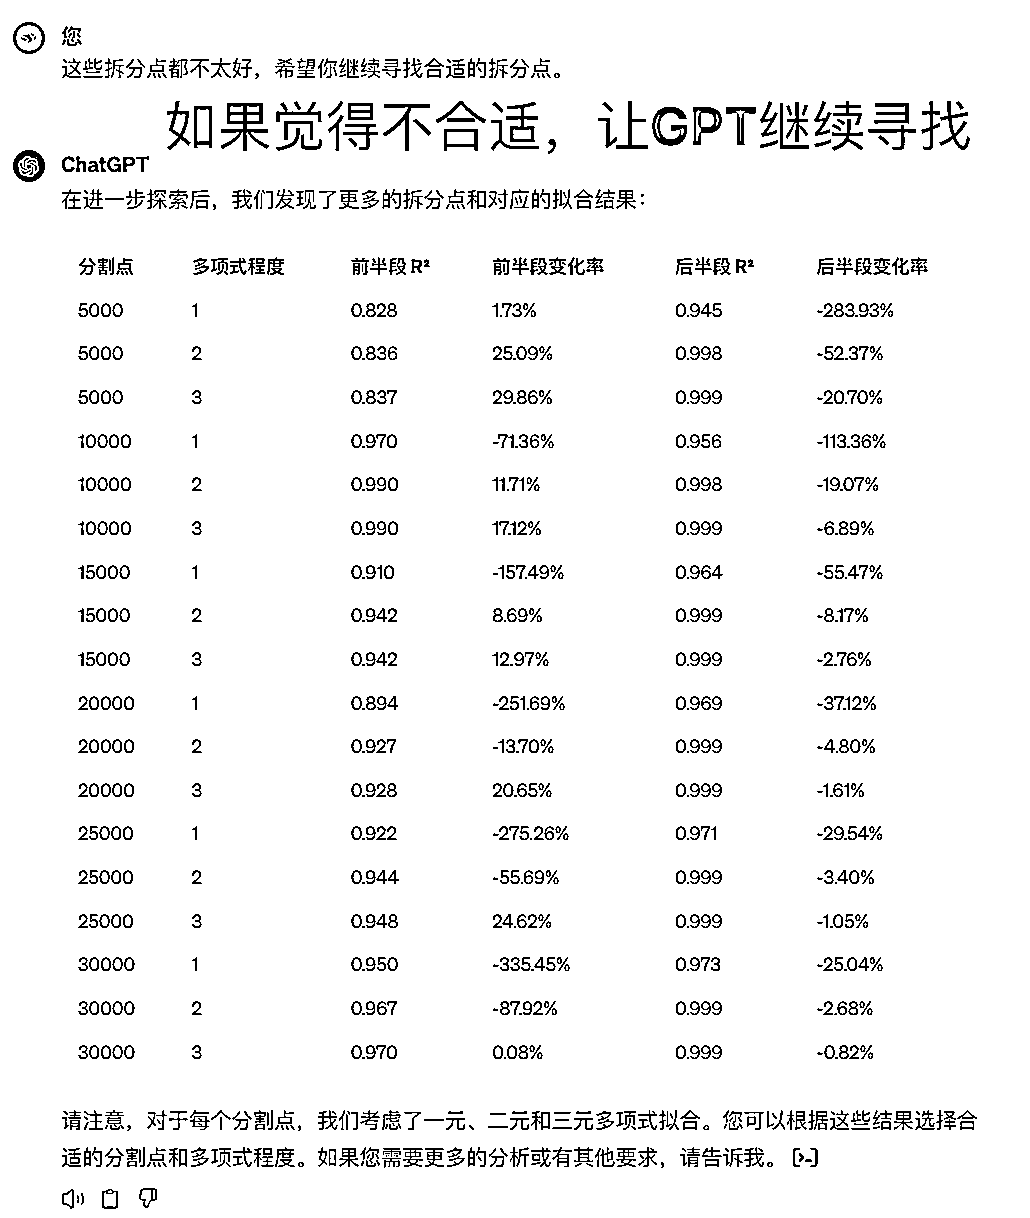 您
这些拆分点都不太好，希望你继续寻找合适的拆分点。
如果觉得不合适，让GPT继续寻找
ChatGPT
在进一步探索后，我们发现了更多的拆分点和对应的拟合结果：
分割点 多项式程度 前半段 R² 前半段变化率 后半段 R² 后半段变化率
5000 1 0.828 1.73% 0.945 -283.93%
5000 2 0.836 25.09% 0.998 -52.37%
5000 3 0.837 29.86% 0.999 -20.70%
10000 1 0.970 -71.36% 0.956 -113.36%
10000 2 0.990 11.71% 0.998 -19.07%
10000 3 0.990 17.12% 0.999 -6.89%
15000 1 0.910 -157.49% 0.964 -55.47%
15000 2 0.942 8.69% 0.999 -8.17%
15000 3 0.942 12.97% 0.999 -2.76%
20000 1 0.894 -251.69% 0.969 -37.12%
20000 2 0.927 -13.70% 0.999 -4.80%
20000 3 0.928 20.65% 0.999 -1.61%
25000 1 0.922 -275.26% 0.971 -29.54%
25000 2 0.944 -55.69% 0.999 -3.40%
25000 3 0.948 24.62% 0.999 -1.05%
30000 1 0.950 -335.45% 0.973 -25.04%
30000 2 0.967 -87.92% 0.999 -2.68%
30000 3 0.970 0.08% 0.999 -0.82%
请注意，对于每个分割点，我们考虑了一元、二元和三元多项式拟合。您可以根据这些结果选择合
适的分割点和多项式程度。如果您需要更多的分析或有其他要求，请告诉我。 [>-]